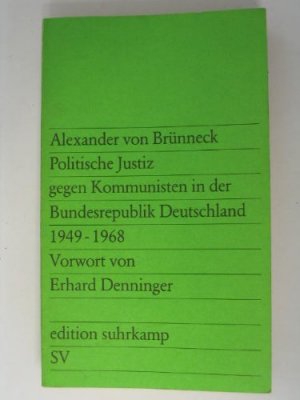 Alexander von Brünneck
Politische Justiz
gegen Kommunisten in der
Bundesrepublik Deutschland
1949-1968
Vorwort von
Erhard Denninger
edition suhrkamp
SV